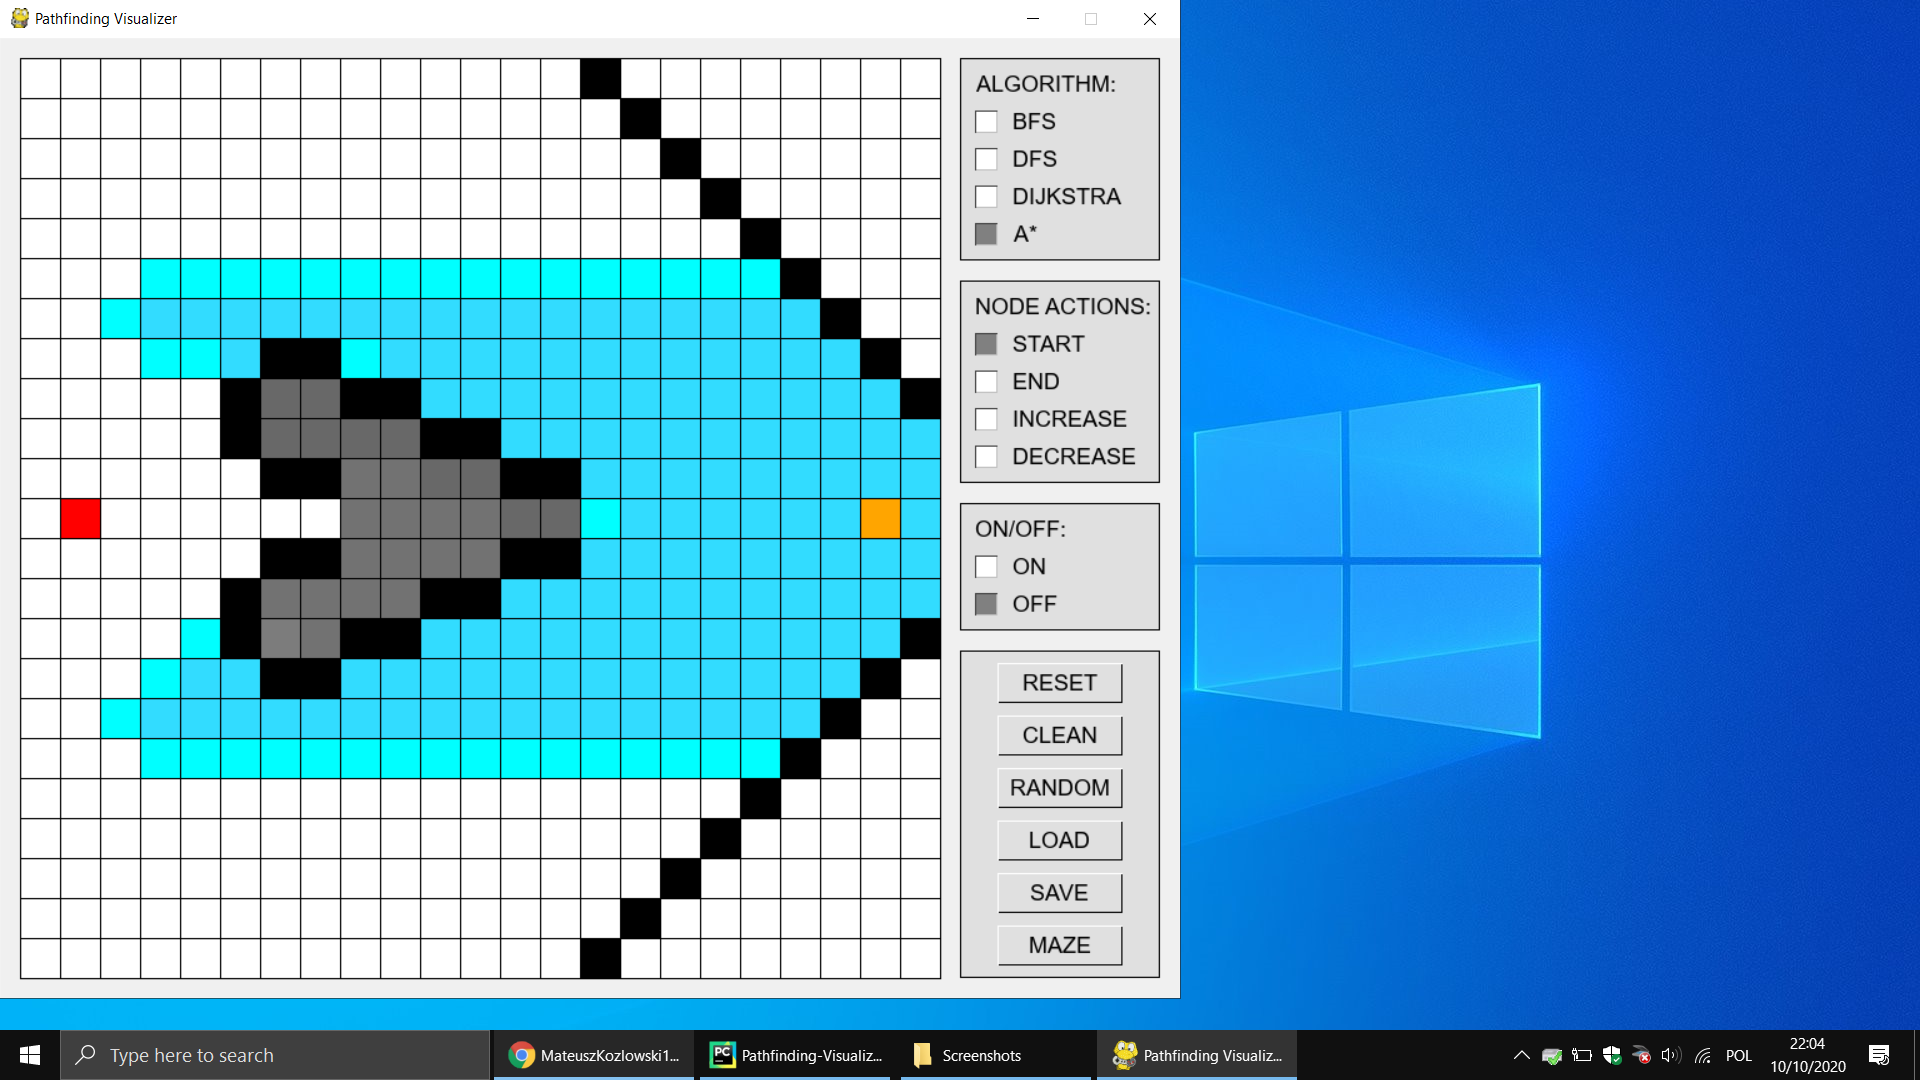 Pathfinding Visualizer
ALGORITHM:
BFS
DFS
DIJKSTRA
A*
NODE ACTIONS:
START
END
INCREASE
DECREASE
ON/OFF:
ON
OFF
RESET
CLEAN
RANDOM
LOAD
SAVE
MAZE
Type here to search
MateuszKozlowski1...
PC
Pathfinding-Visualiz...
Screenshots
Pathfinding Visualiz...
POL
22:04
10/10/2020